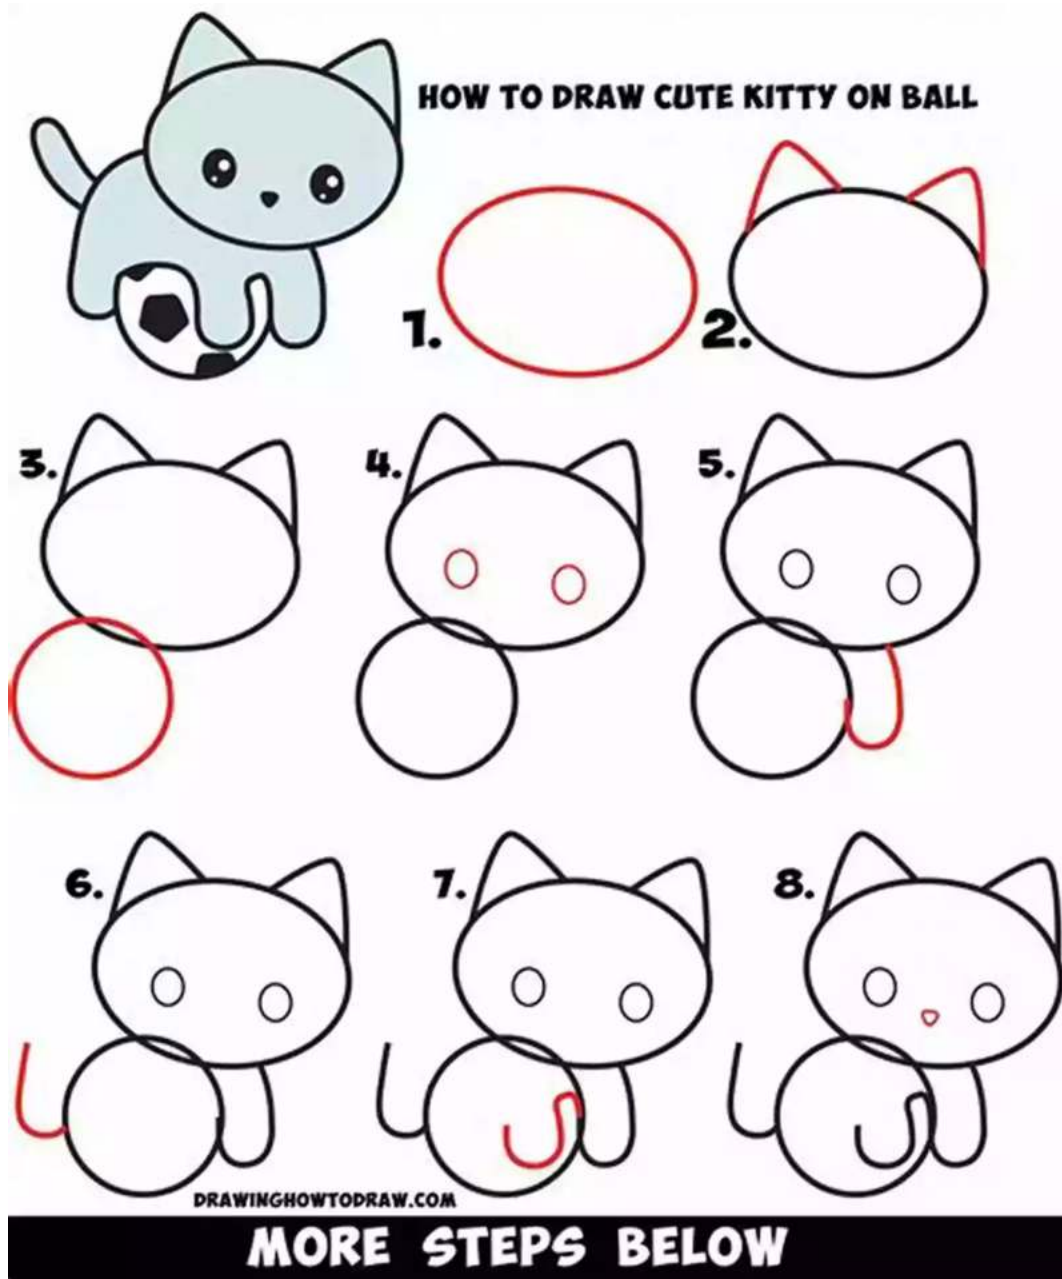 HOW TO DRAW CUTE KITTY ON BALL
1.
2.
3.
4.
5.
6.
7.
8.
DRAWINGHOWTODRAW.COM
MORE STEPS BELOW